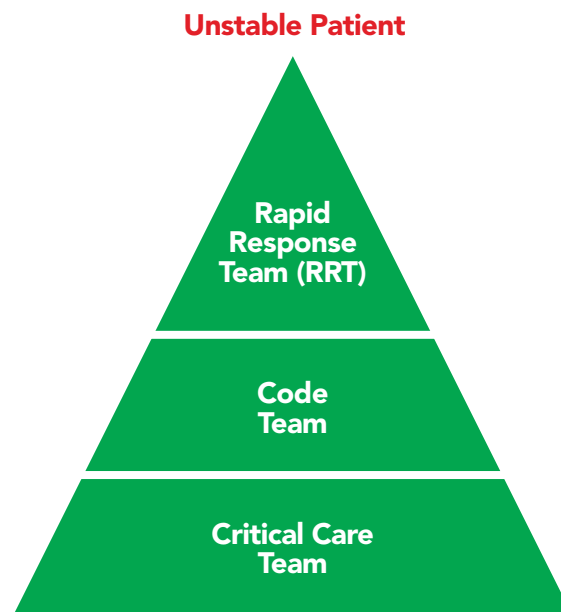 Unstable Patient
Rapid
Response
Team (RRT)
Code
Team
Critical Care
Team